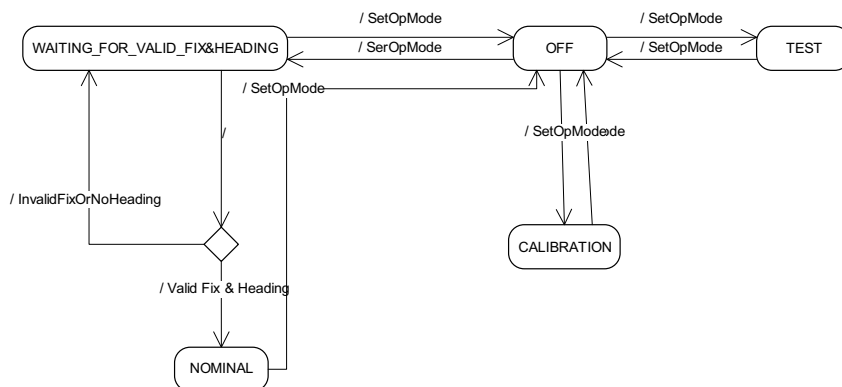 / SetOpMode
/ SetOpMode
WAITING_FOR_VALID_FIX&HEADING
OFF
TEST
/ SerOpMode
/ SetOpMode
/ SetOpMode
/
/ SetOpMode
/ InvalidFixOrNoHeading
CALIBRATION
/ Valid Fix & Heading
NOMINAL